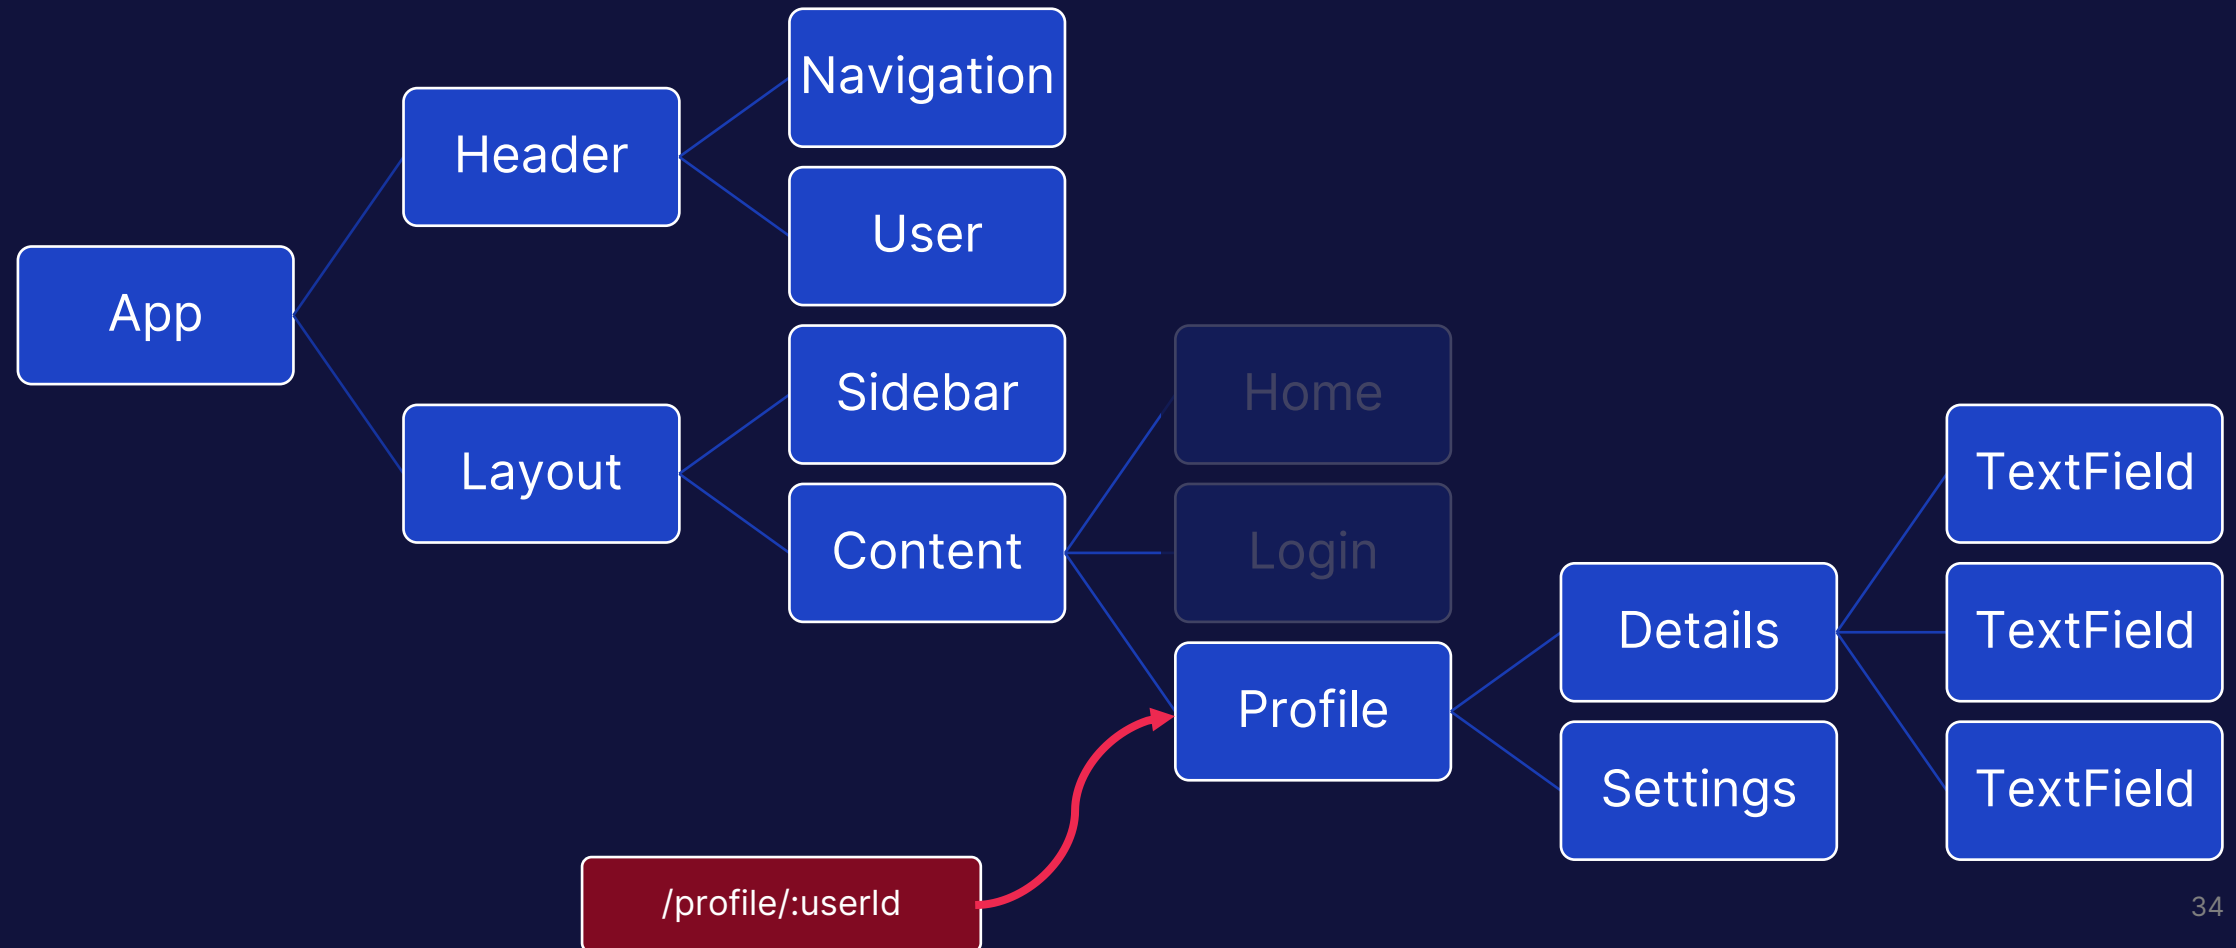 Navigation
Header
User
App
Sidebar
Home
Layout
TextField
Content
Login
Details
TextField
Profile
Settings
TextField
/profile/:userId
34